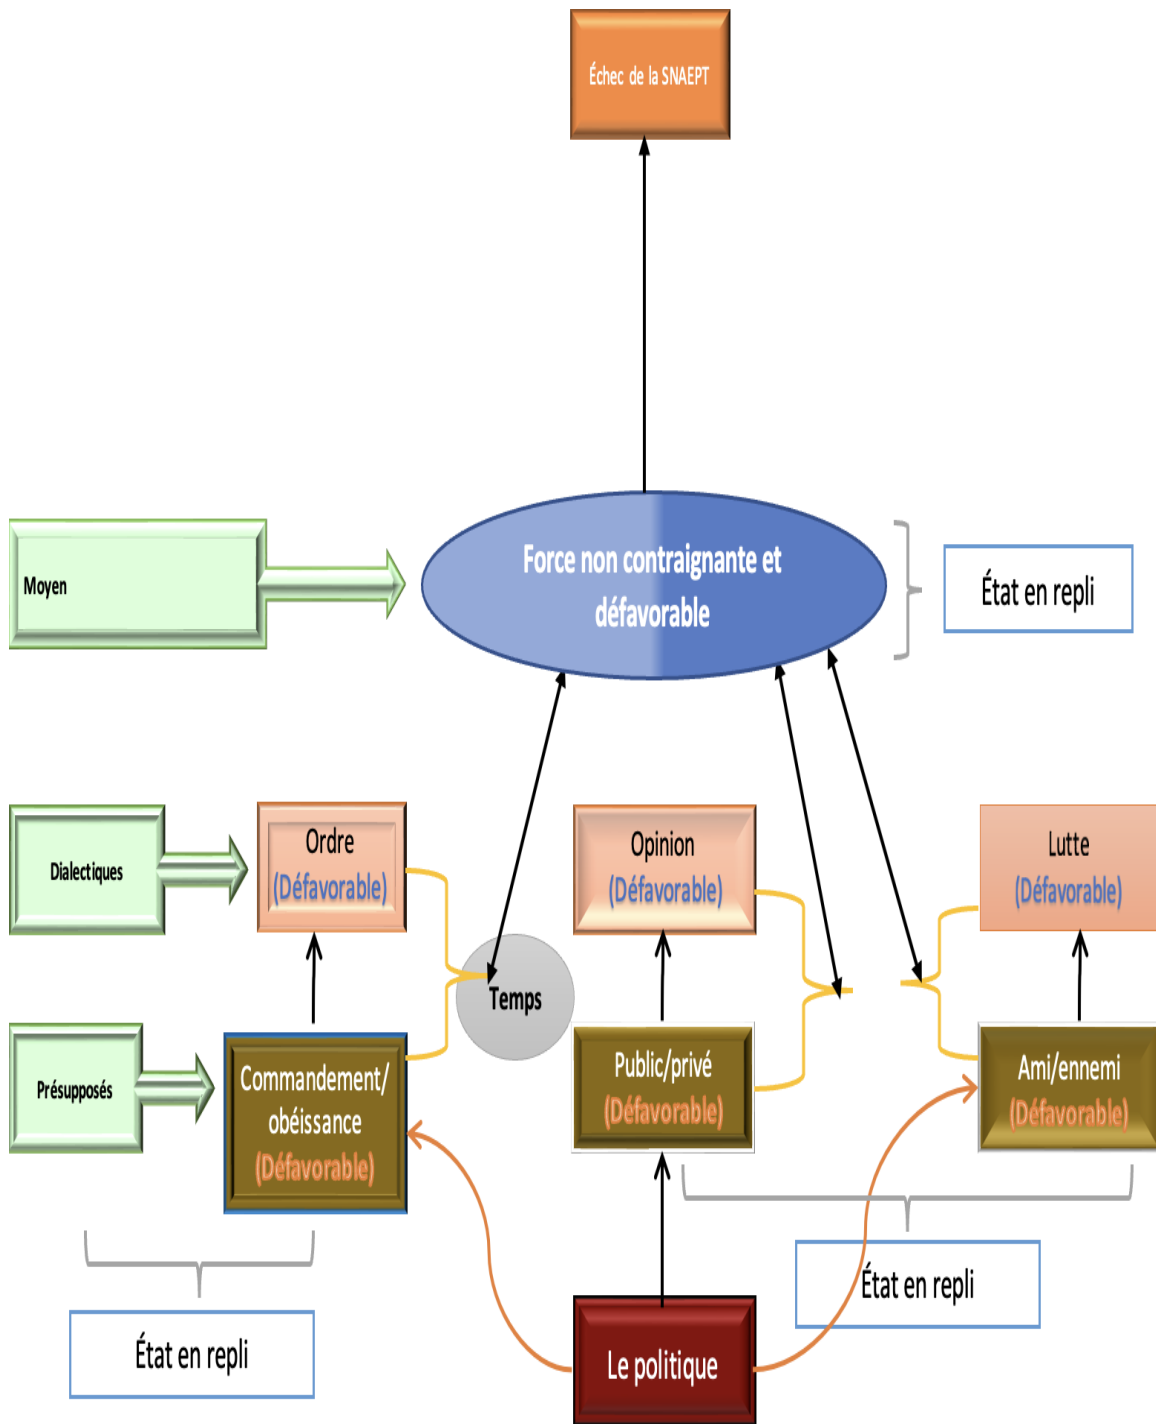 Échec de la SNAEPT
Force non contraignante et
défavorable
Moyen
État en repli
Dialectiques
Ordre
(Défavorable)
Opinion
(Défavorable)
Lutte
(Défavorable)
Temps
Présupposés
Commandement/
obéissance
(Défavorable)
Public/privé
(Défavorable)
Ami/ennemi
(Défavorable)
État en repli
État en repli
Le politique